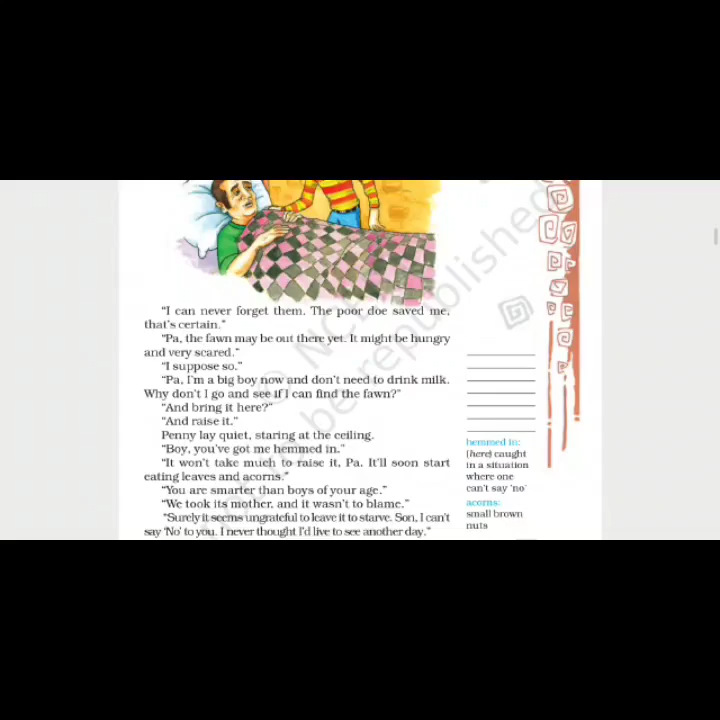 “I can never forget them. The poor doe saved me,
that's certain.”
“Pa, the fawn may be out there yet. It might be hungry
and very scared.”
“I suppose so.”
“Pa, I'm a big boy now and don't need to drink milk.
Why don't I go and see if I can find the fawn?”
“And bring it here?”
“And raise it.”
Penny lay quiet, staring at the ceiling.
“Boy, you've got me hemmed in.”
“It won't take much to raise it, Pa. It'll soon start
eating leaves and acorns.”
“You are smarter than boys of your age.”
“We took its mother, and it wasn't to blame.”
“Surely it seems ungrateful to leave it to starve. Son, I can't
say ‘No’ to you. I never thought I'd live to see another day.”
hemmed in:
(here) caught
in a situation
where one
can't say ‘no’
acorns:
small brown
nuts
be republished